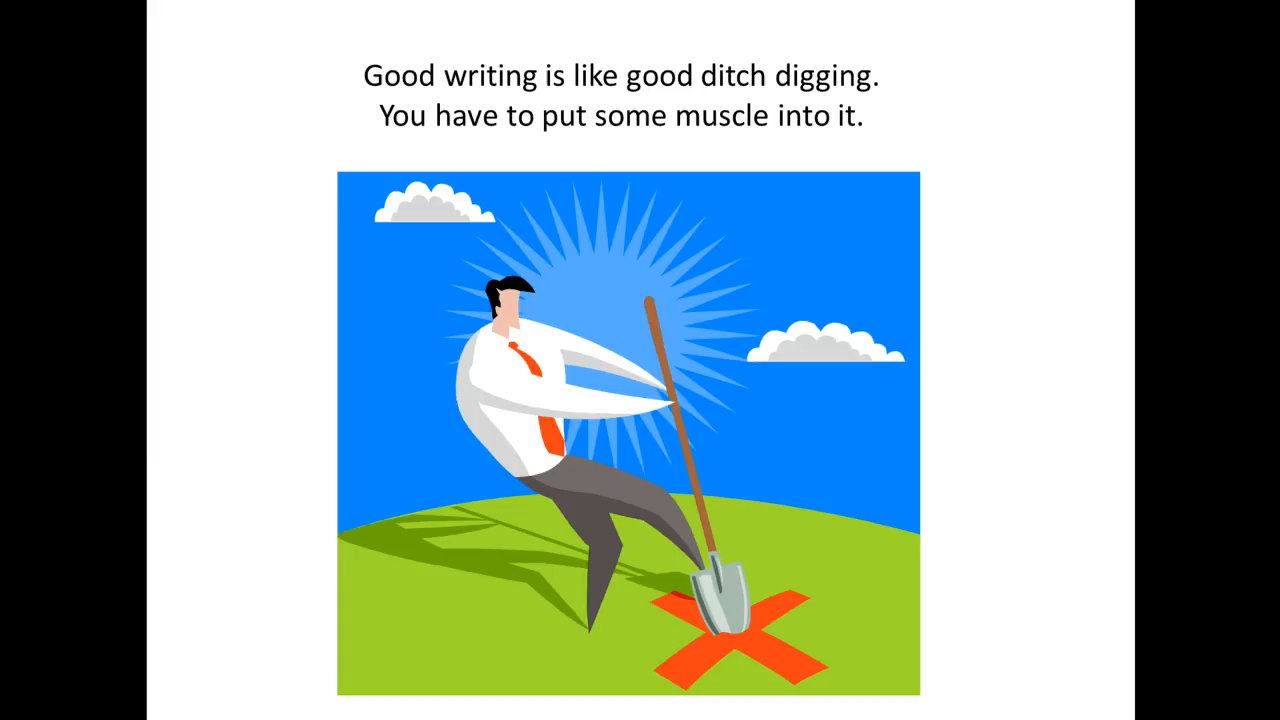 Good writing is like good ditch digging.
You have to put some muscle into it.